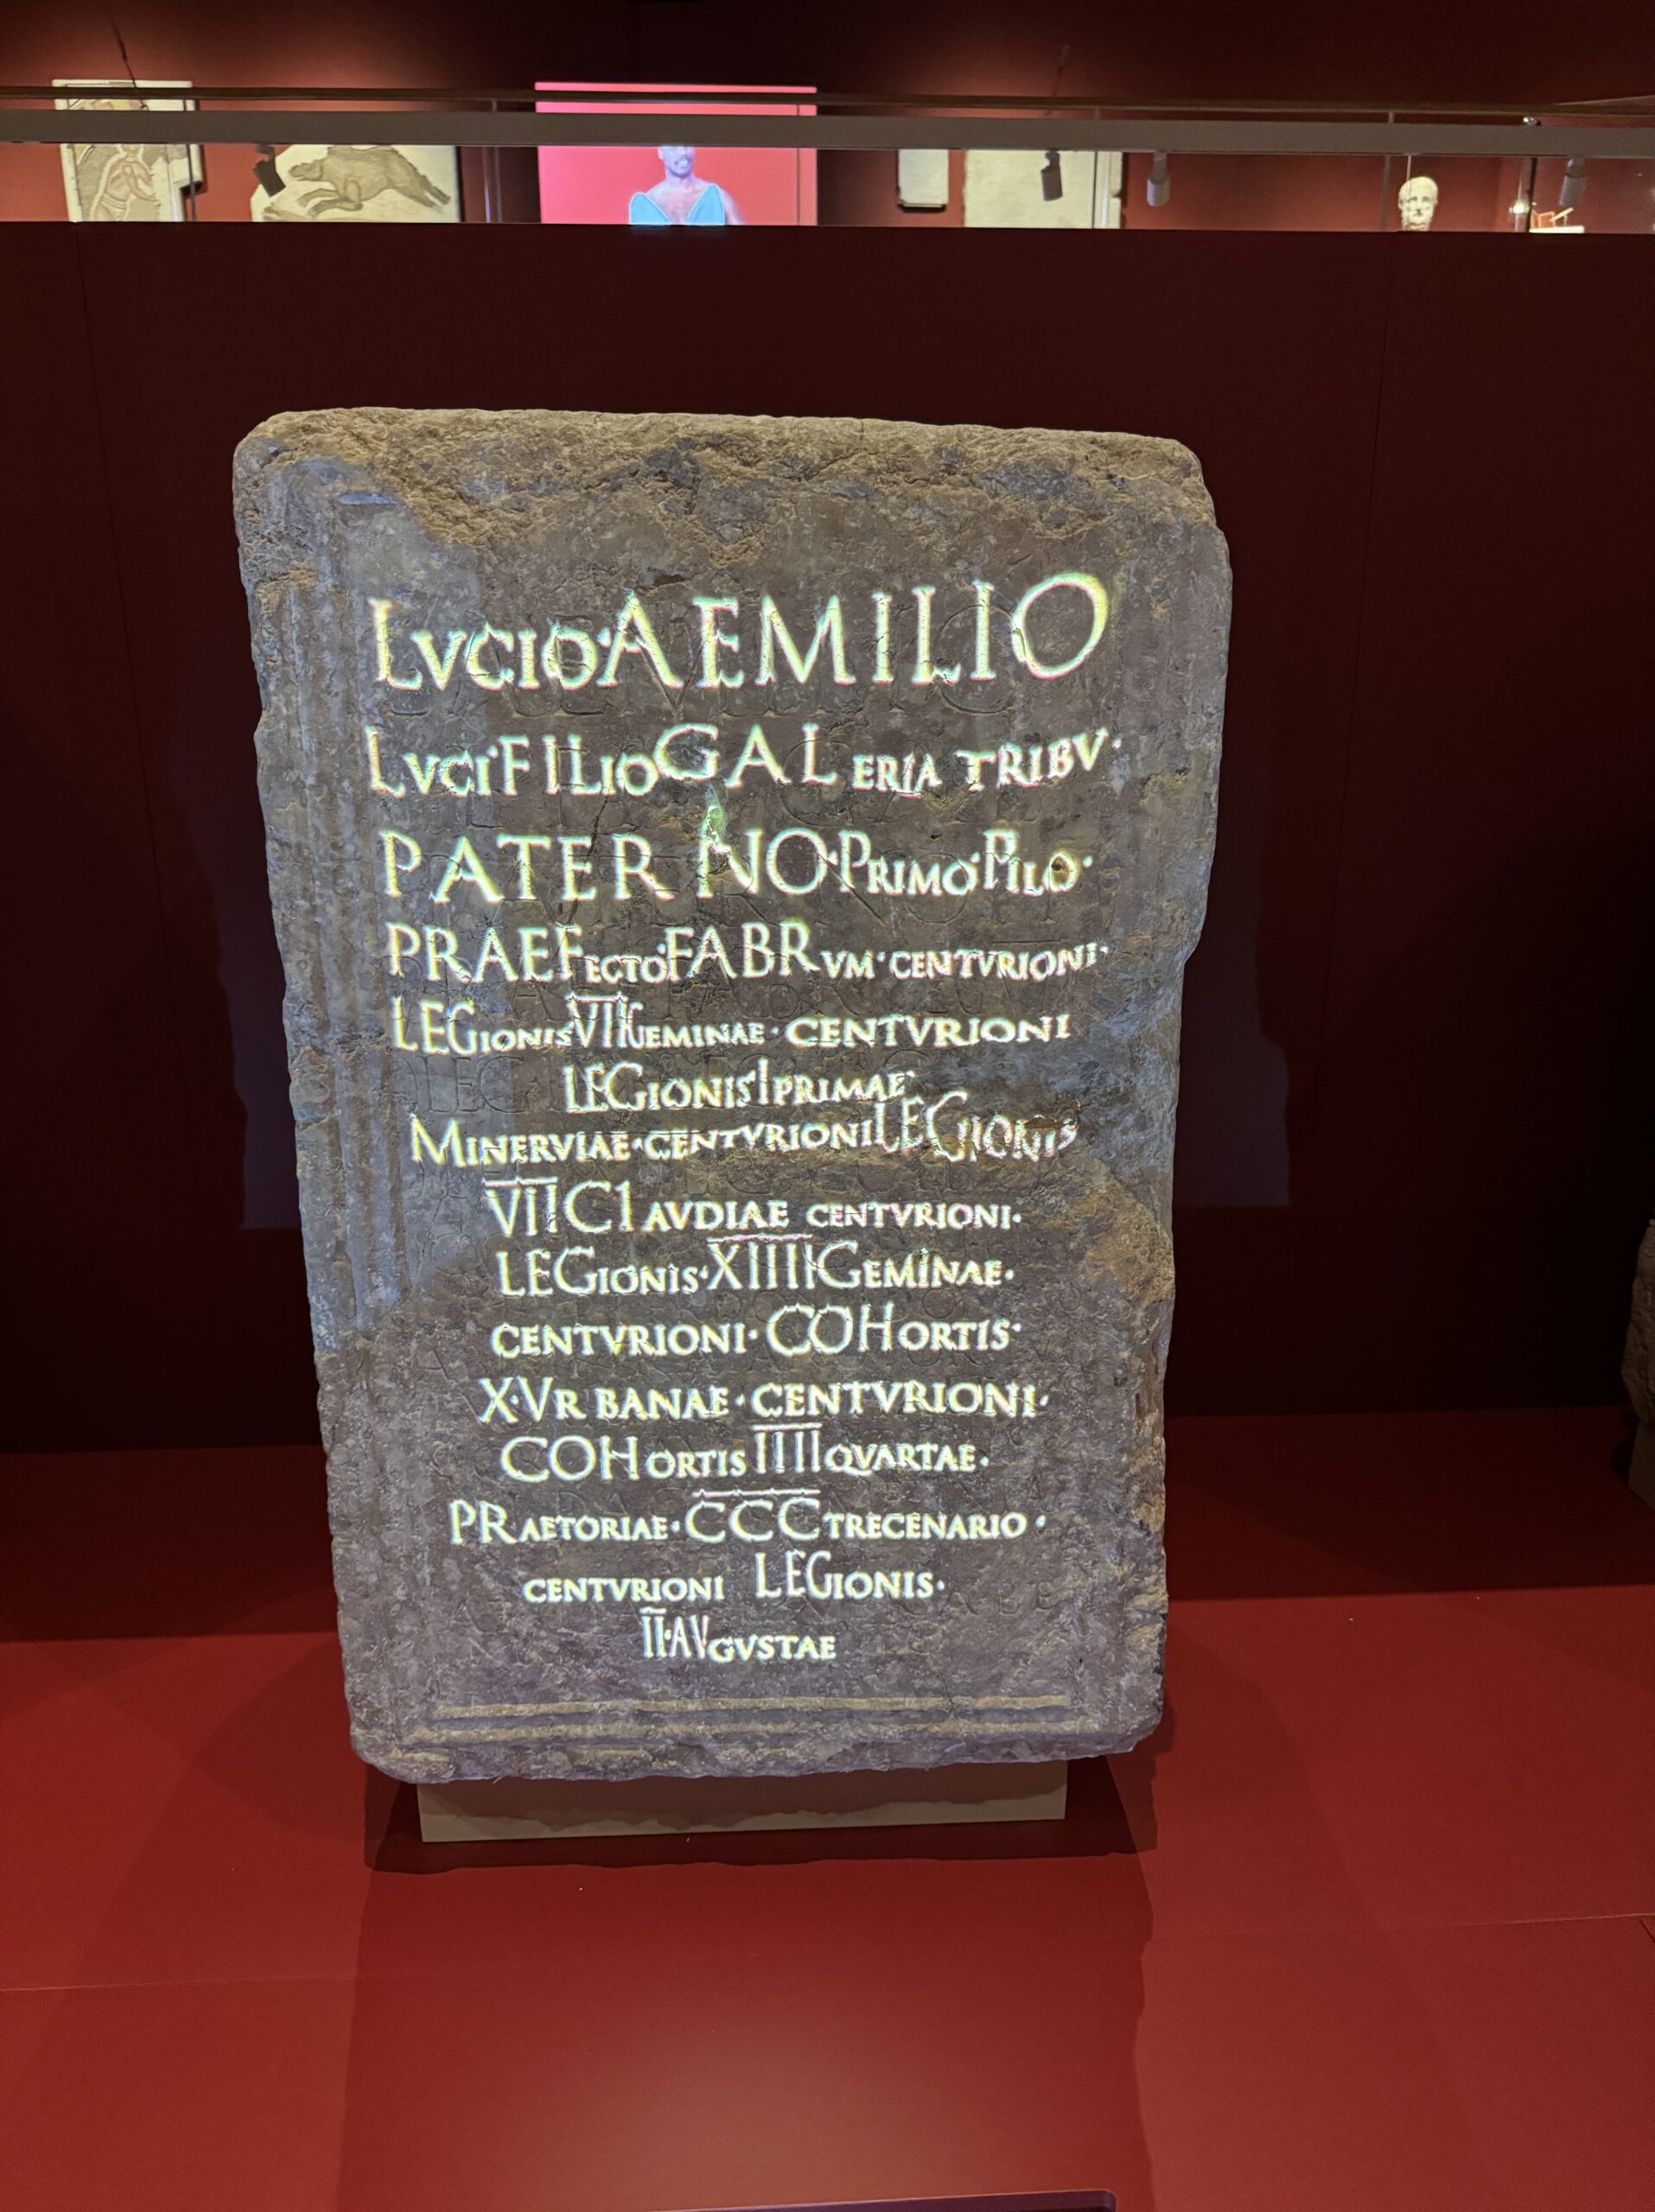 LVCIO·AEMILIO
LVCI·FILIO GALERIA TRIBV·
PATERNO·PRIMO·PILO·
PRAEFECTO·FABRVM·CENTVRIONI·
LEGIONIS VII GEMINAE·CENTVRIONI
LEGIONIS I PRIMAE
MINERVIAE·CENTVRIONI LEGIONIS
VII ClAVDIAE CENTVRIONI·
LEGIONIS·XIIII GEMINAE·
CENTVRIONI·COHORTIS·
X·VRBANAE·CENTVRIONI·
COHORTIS IIII QVARTAE·
PRAETORIAE·CCC TRECENARIO·
CENTVRIONI LEGIONIS·
II·AVGVSTAE